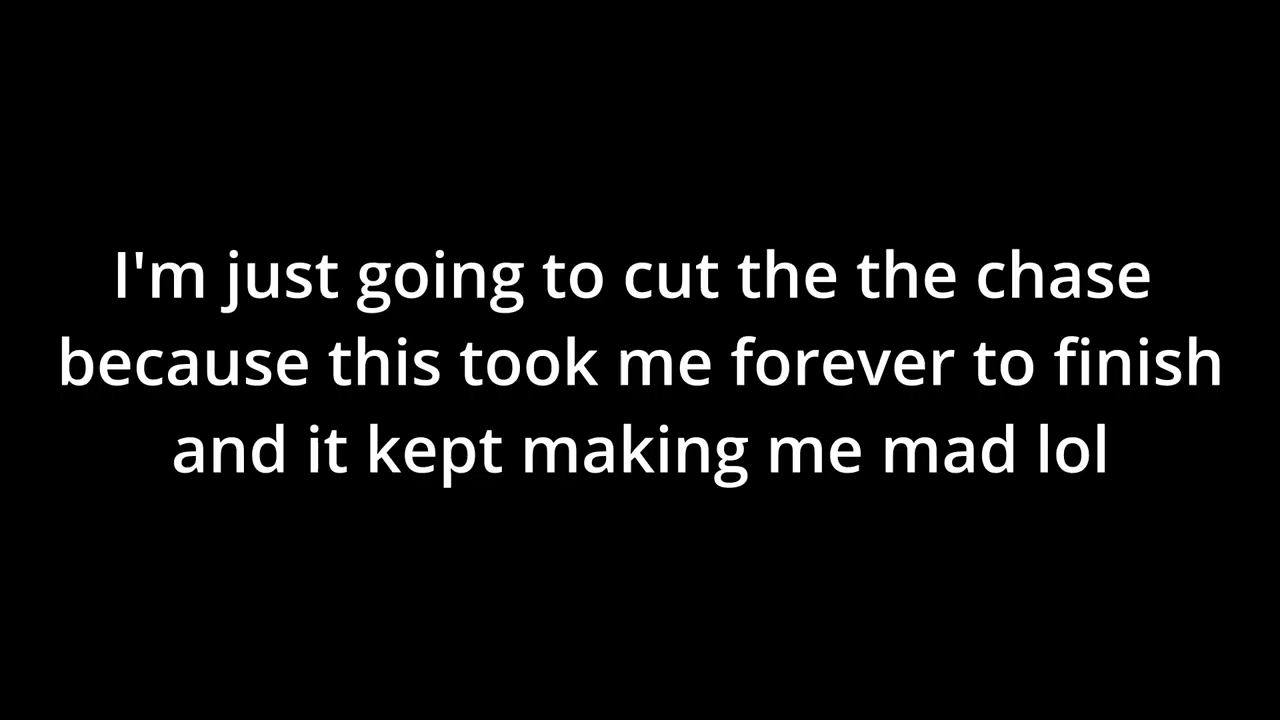 I'm just going to cut the the chase
because this took me forever to finish
and it kept making me mad lol